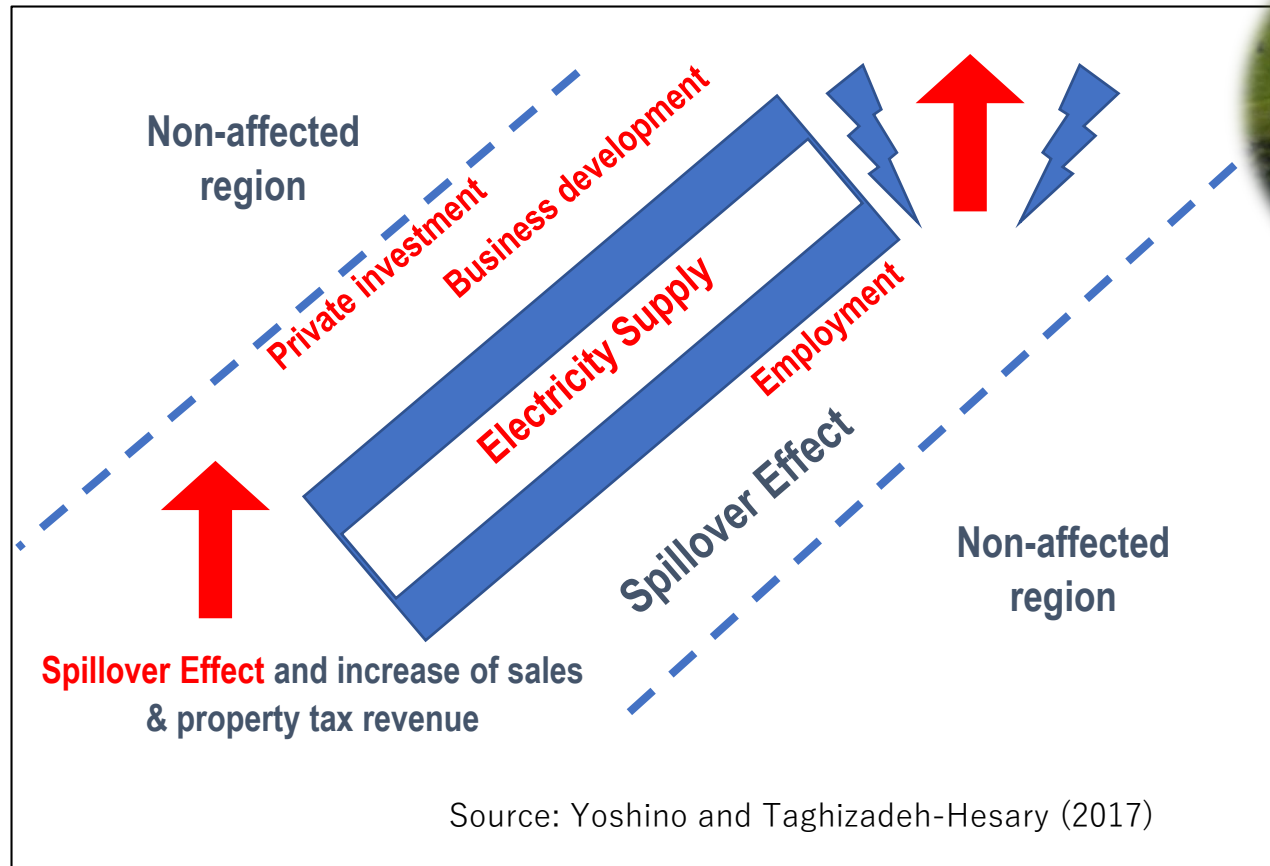 Non-affected
region
Private investment
Business development
Electricity Supply
Employment
Spillover Effect
Non-affected
region
Spillover Effect and increase of sales
& property tax revenue
Source: Yoshino and Taghizadeh-Hesary (2017)